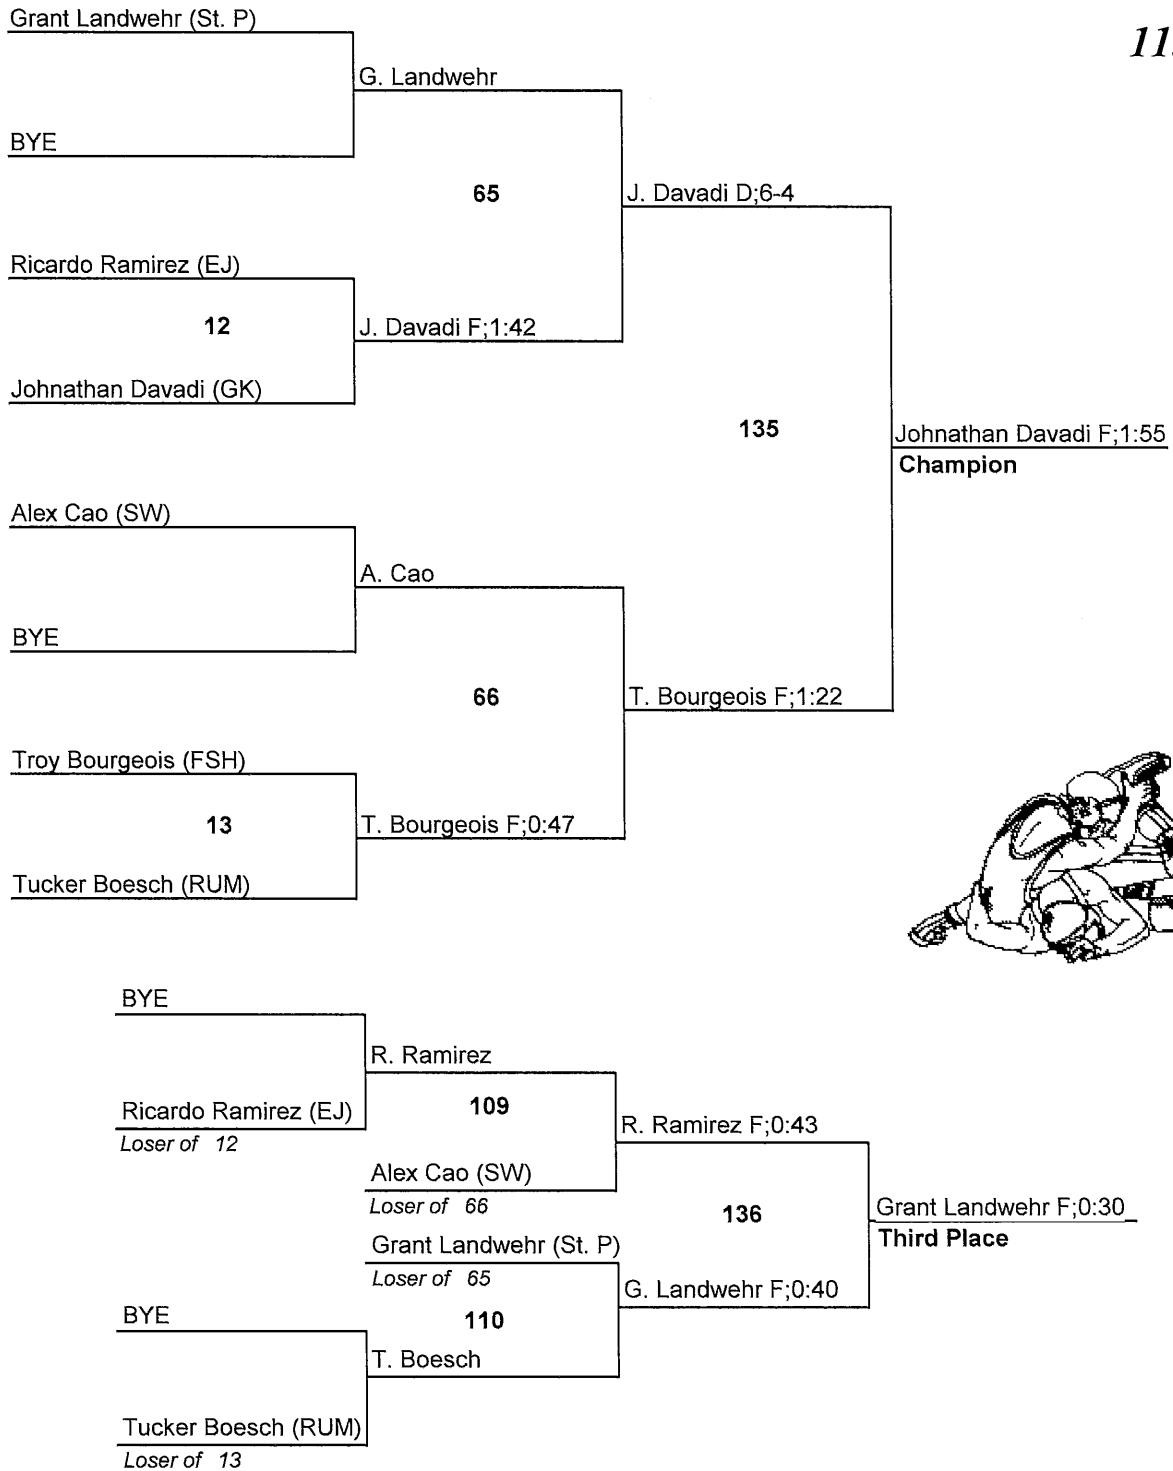 Grant Landwehr (St. P)
11
G. Landwehr
BYE
65
J. Davadi D;6-4
Ricardo Ramirez (EJ)
12
J. Davadi F;1:42
Johnathan Davadi (GK)
135
Johnathan Davadi F;1:55
Champion
Alex Cao (SW)
A. Cao
BYE
66
T. Bourgeois F;1:22
Troy Bourgeois (FSH)
13
T. Bourgeois F;0:47
Tucker Boesch (RUM)
BYE
R. Ramirez
Ricardo Ramirez (EJ)
109
Loser of 12
R. Ramirez F;0:43
Alex Cao (SW)
Loser of 66
136
Grant Landwehr F;0:30
Third Place
Grant Landwehr (St. P)
Loser of 65
G. Landwehr F;0:40
BYE
110
T. Boesch
Tucker Boesch (RUM)
Loser of 13